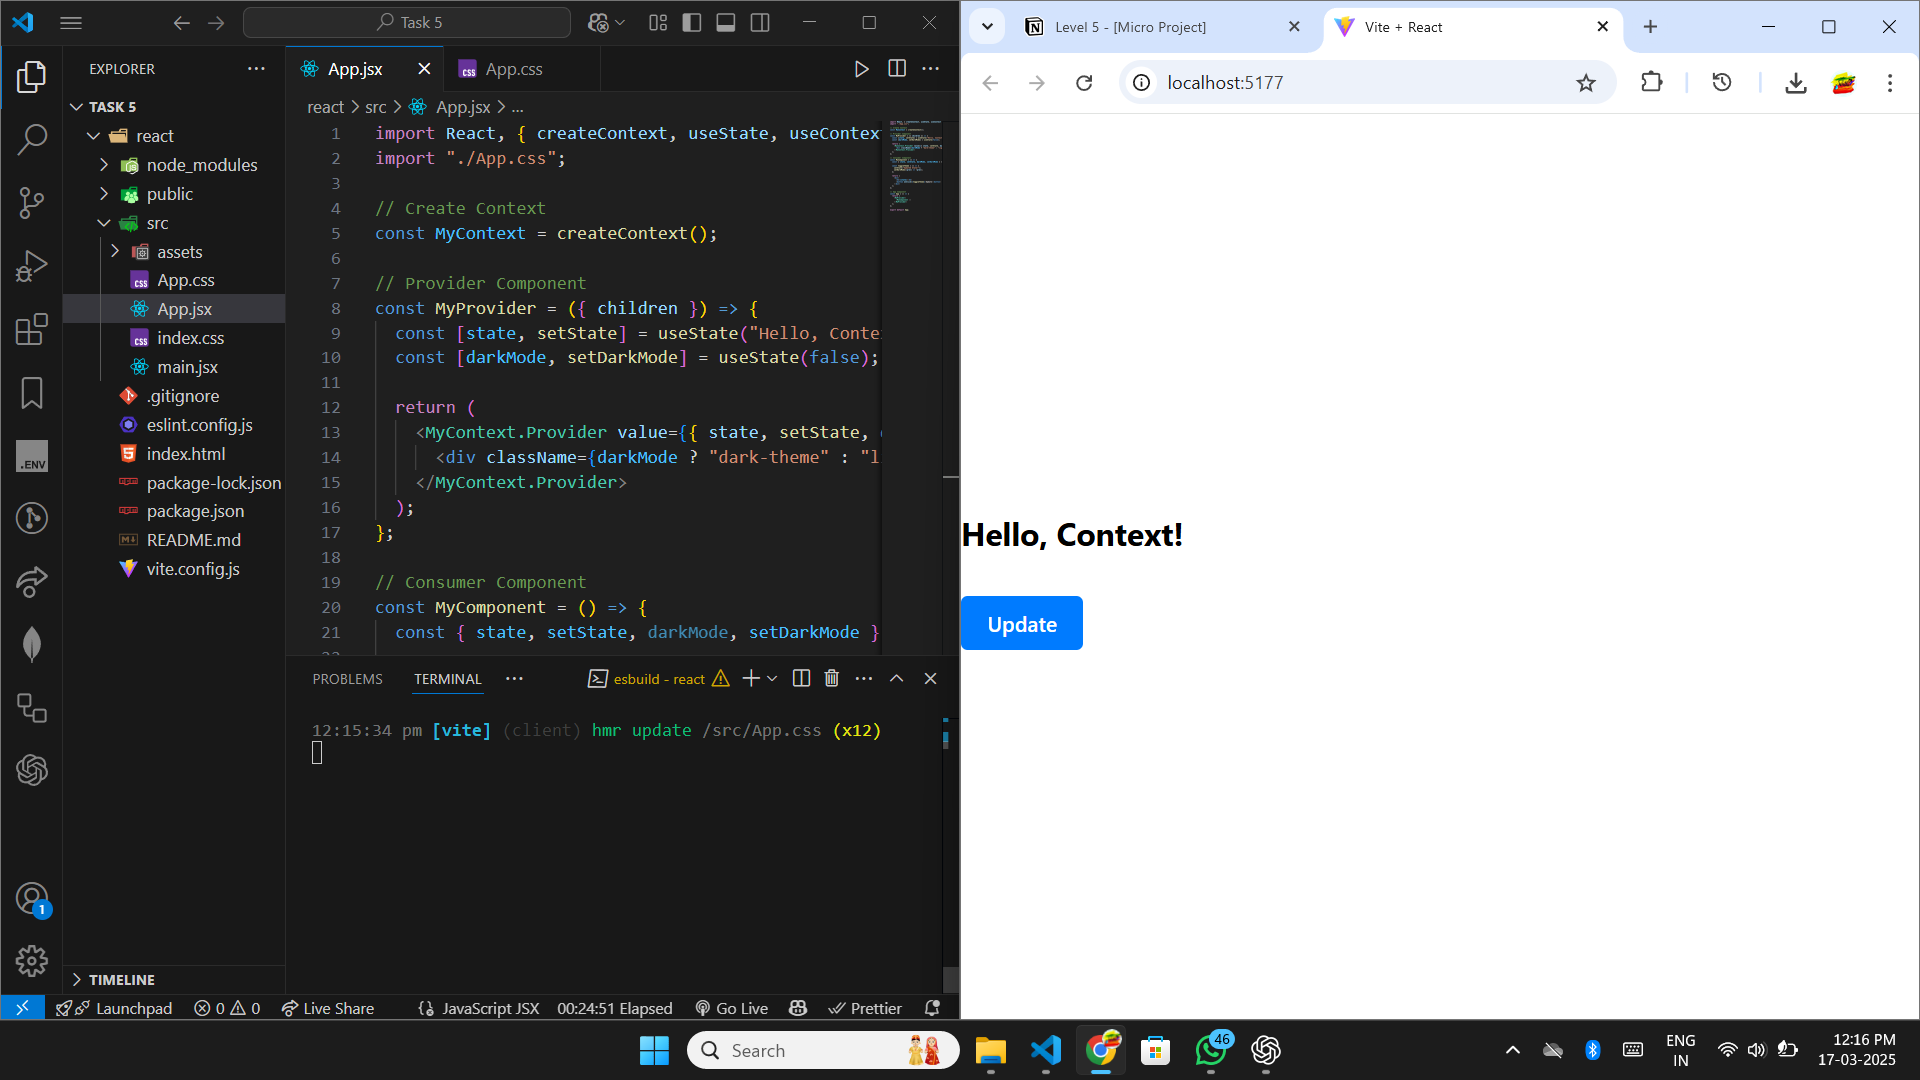 Task 5
EXPLORER
TASK 5
react
node_modules
public
src
assets
App.css
App.jsx
index.css
main.jsx
.gitignore
eslint.config.js
index.html
package-lock.json
package.json
README.md
vite.config.js
TIMELINE
.ENV
1
App.jsx
App.css
react > src > App.jsx > ...
1 import React, { createContext, useState, useContex
2 import "./App.css";
3
4 // Create Context
5 const MyContext = createContext();
6
7 // Provider Component
8 const MyProvider = ({ children }) => {
9 const [state, setState] = useState("Hello, Conte
10 const [darkMode, setDarkMode] = useState(false);
11
12 return (
13 <MyContext.Provider value={{ state, setState,
14 <div className={darkMode ? "dark-theme" : "l
15 </MyContext.Provider>
16 );
17 };
18
19 // Consumer Component
20 const MyComponent = () => {
21 const { state, setState, darkMode, setDarkMode }
PROBLEMS TERMINAL
esbuild - react
12:15:34 pm [vite] (client) hmr update /src/App.css (x12)
Launchpad 0 0 Live Share JavaScript JSX 00:24:51 Elapsed Go Live Prettier
Level 5 - [Micro Project]
Vite + React
localhost:5177
Hello, Context!
Update
Search
46
ENG
IN
12:16 PM
17-03-2025